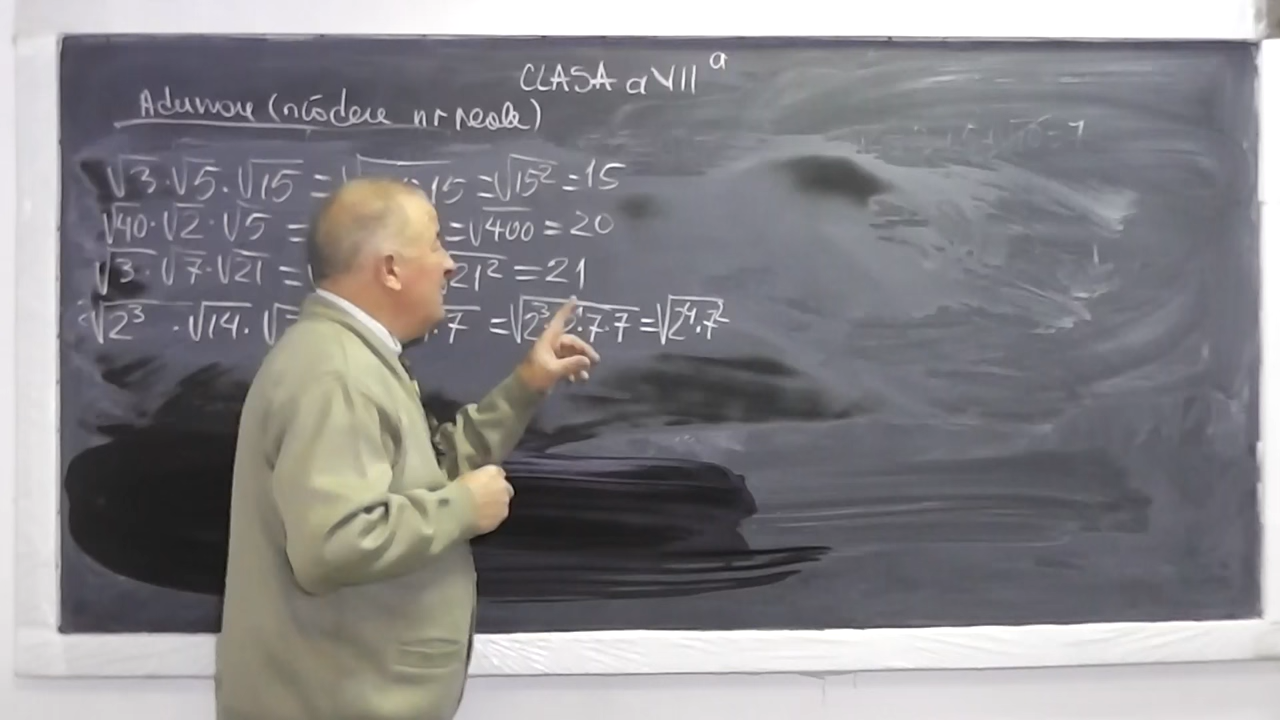 CLASA a VII a
Adunare (scădere nr reale)
√3·√5·√15 = √ 15 = √15² = 15
√40·√2·√5 = = √400 = 20
√3·√7·√21 = √ 21² = 21
√2³·√14·√ ·7 = √2³·2·7·7 = √2⁴·7²